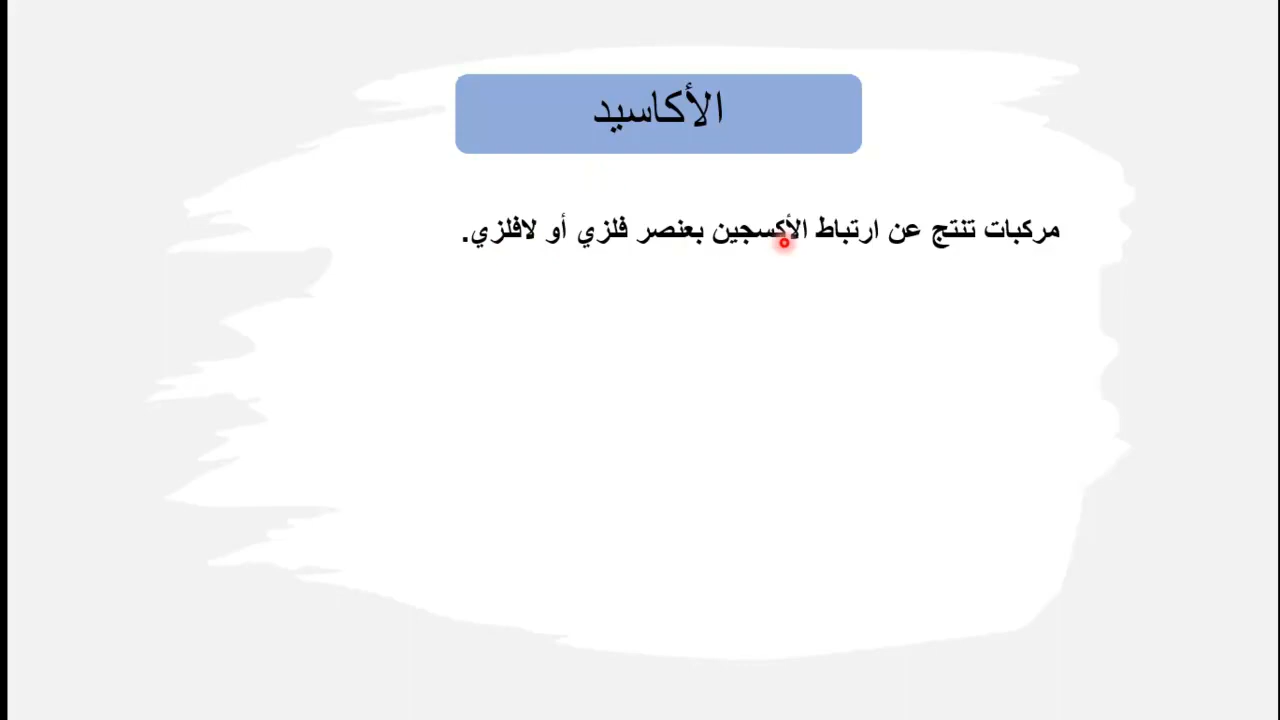 الأكاسيد
مركبات تنتج عن ارتباط الأكسجين بعنصر فلزي أو لافلزي.